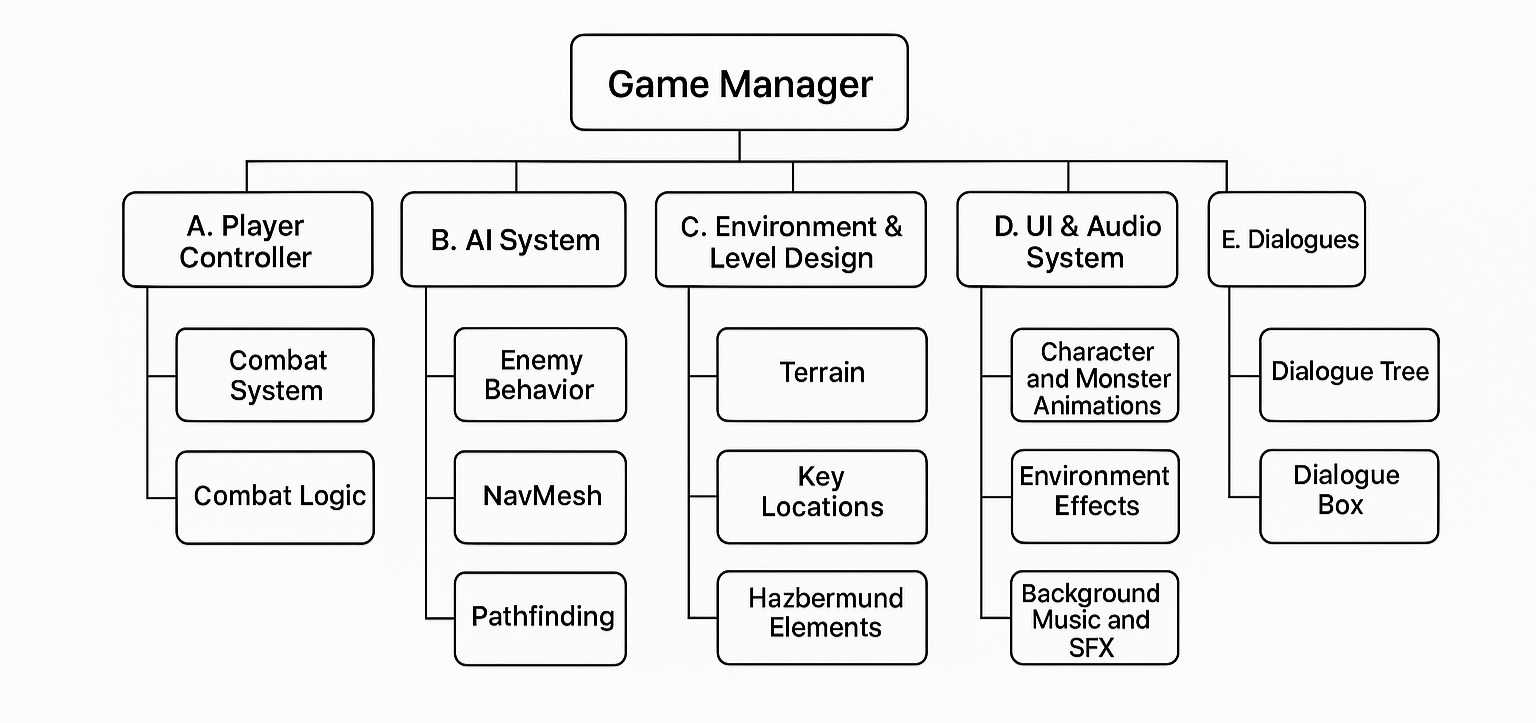 Game Manager
A. Player
Controller
B. AI System
C. Environment &
Level Design
D. UI & Audio
System
E. Dialogues
Combat
System
Combat Logic
Enemy
Behavior
NavMesh
Pathfinding
Terrain
Key
Locations
Hazbermund
Elements
Character
and Monster
Animations
Environment
Effects
Background
Music and
SFX
Dialogue Tree
Dialogue
Box